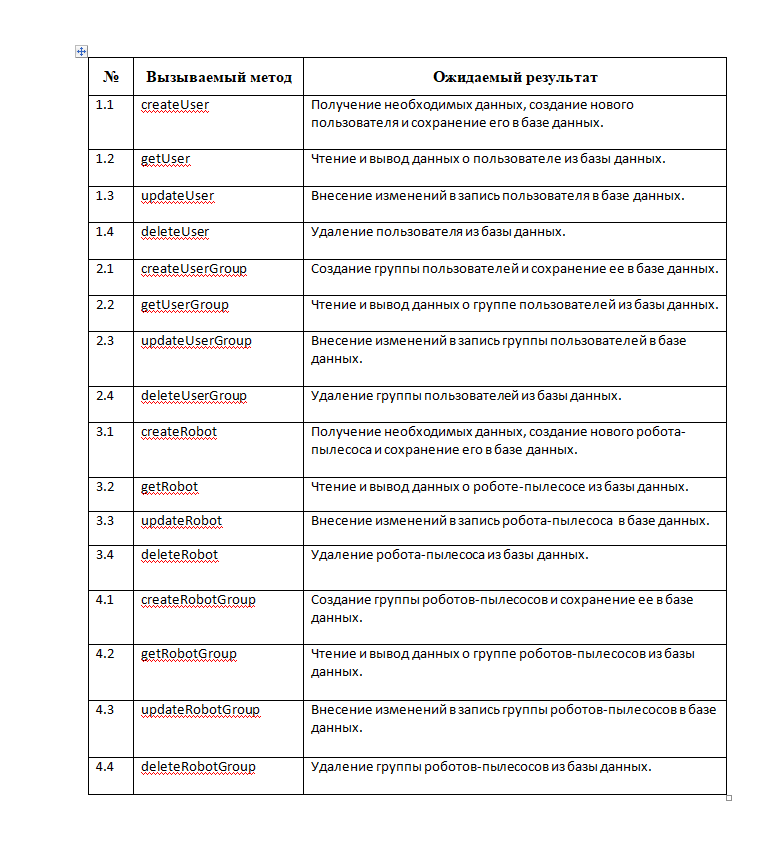 № Вызываемый метод Ожидаемый результат
1.1 createUser Получение необходимых данных, создание нового
пользователя и сохранение его в базе данных.
1.2 getUser Чтение и вывод данных о пользователе из базы данных.
1.3 updateUser Внесение изменений в запись пользователя в базе данных.
1.4 deleteUser Удаление пользователя из базы данных.
2.1 createUserGroup Создание группы пользователей и сохранение ее в базе данных.
2.2 getUserGroup Чтение и вывод данных о группе пользователей из базы данных.
2.3 updateUserGroup Внесение изменений в запись группы пользователей в базе
данных.
2.4 deleteUserGroup Удаление группы пользователей из базы данных.
3.1 createRobot Получение необходимых данных, создание нового робота-
пылесоса и сохранение его в базе данных.
3.2 getRobot Чтение и вывод данных о роботе-пылесосе из базы данных.
3.3 updateRobot Внесение изменений в запись робота-пылесоса в базе данных.
3.4 deleteRobot Удаление робота-пылесоса из базы данных.
4.1 createRobotGroup Создание группы роботов-пылесосов и сохранение ее в базе
данных.
4.2 getRobotGroup Чтение и вывод данных о группе роботов-пылесосов из базы
данных.
4.3 updateRobotGroup Внесение изменений в запись группы роботов-пылесосов в базе
данных.
4.4 deleteRobotGroup Удаление группы роботов-пылесосов из базы данных.